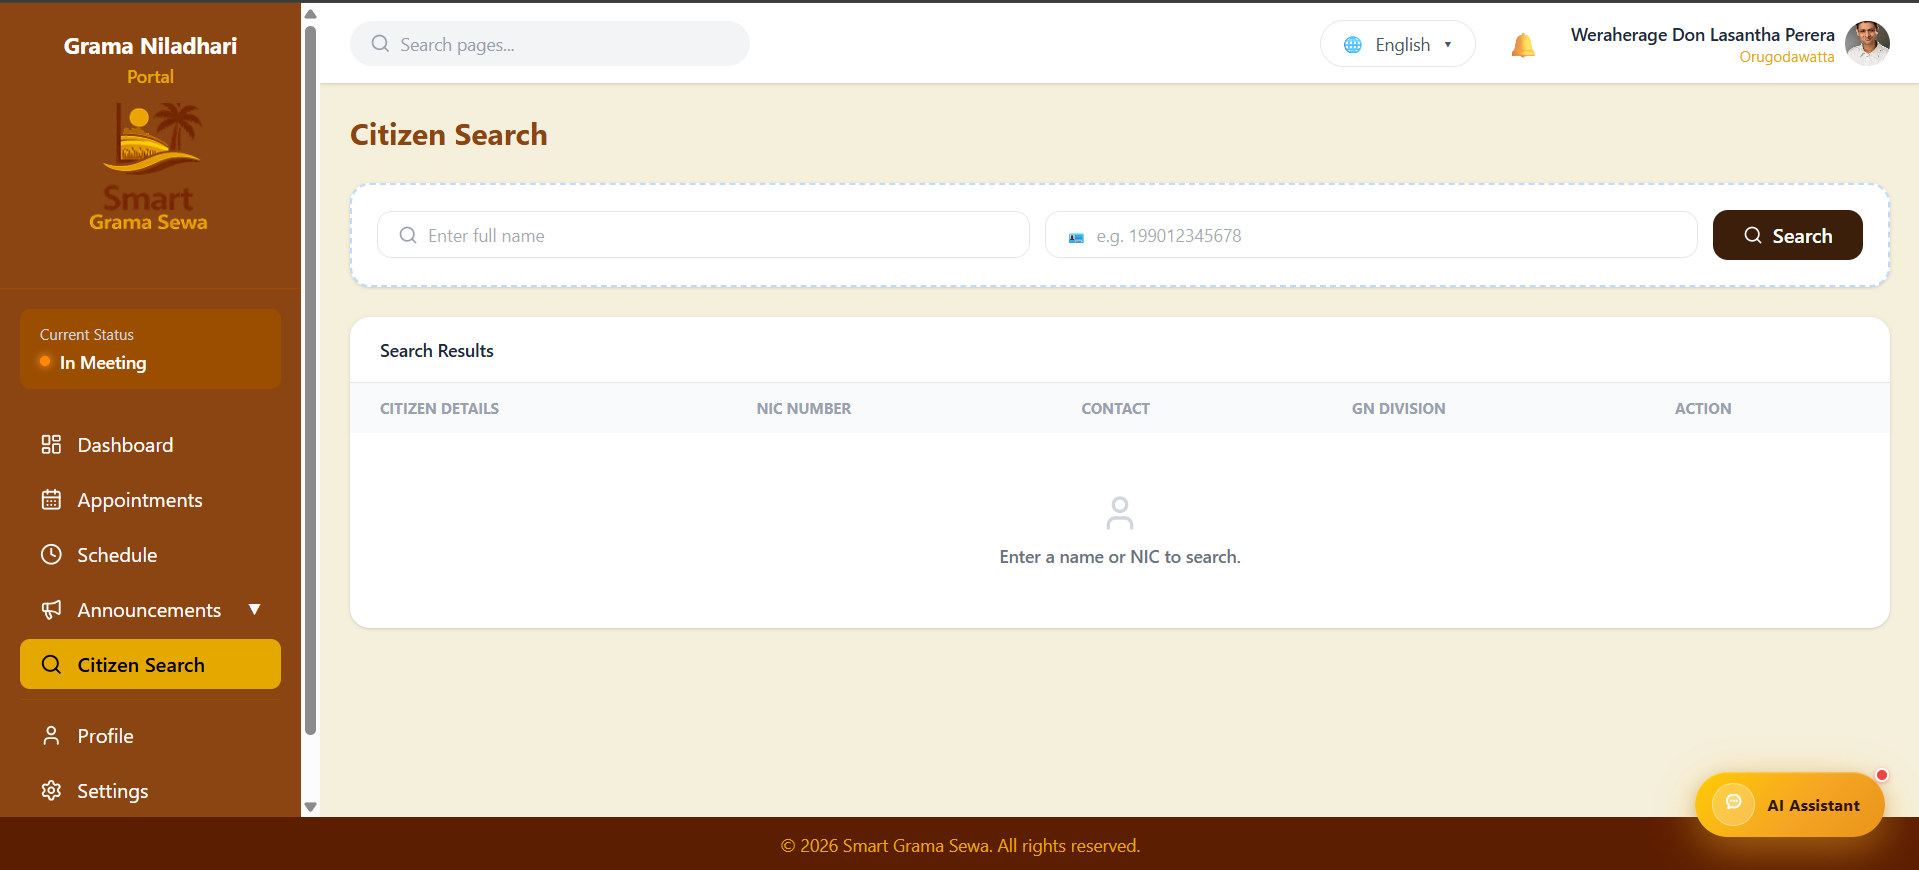 Grama Niladhari
Portal
Smart
Grama Sewa
Current Status
In Meeting
Dashboard
Appointments
Schedule
Announcements ▼
Citizen Search
Profile
Settings
Search pages...
English ▼
Weraherage Don Lasantha Perera
Orugodawatta
Citizen Search
Enter full name
e.g. 199012345678
Search
Search Results
CITIZEN DETAILS NIC NUMBER CONTACT GN DIVISION ACTION
Enter a name or NIC to search.
AI Assistant
© 2026 Smart Grama Sewa. All rights reserved.